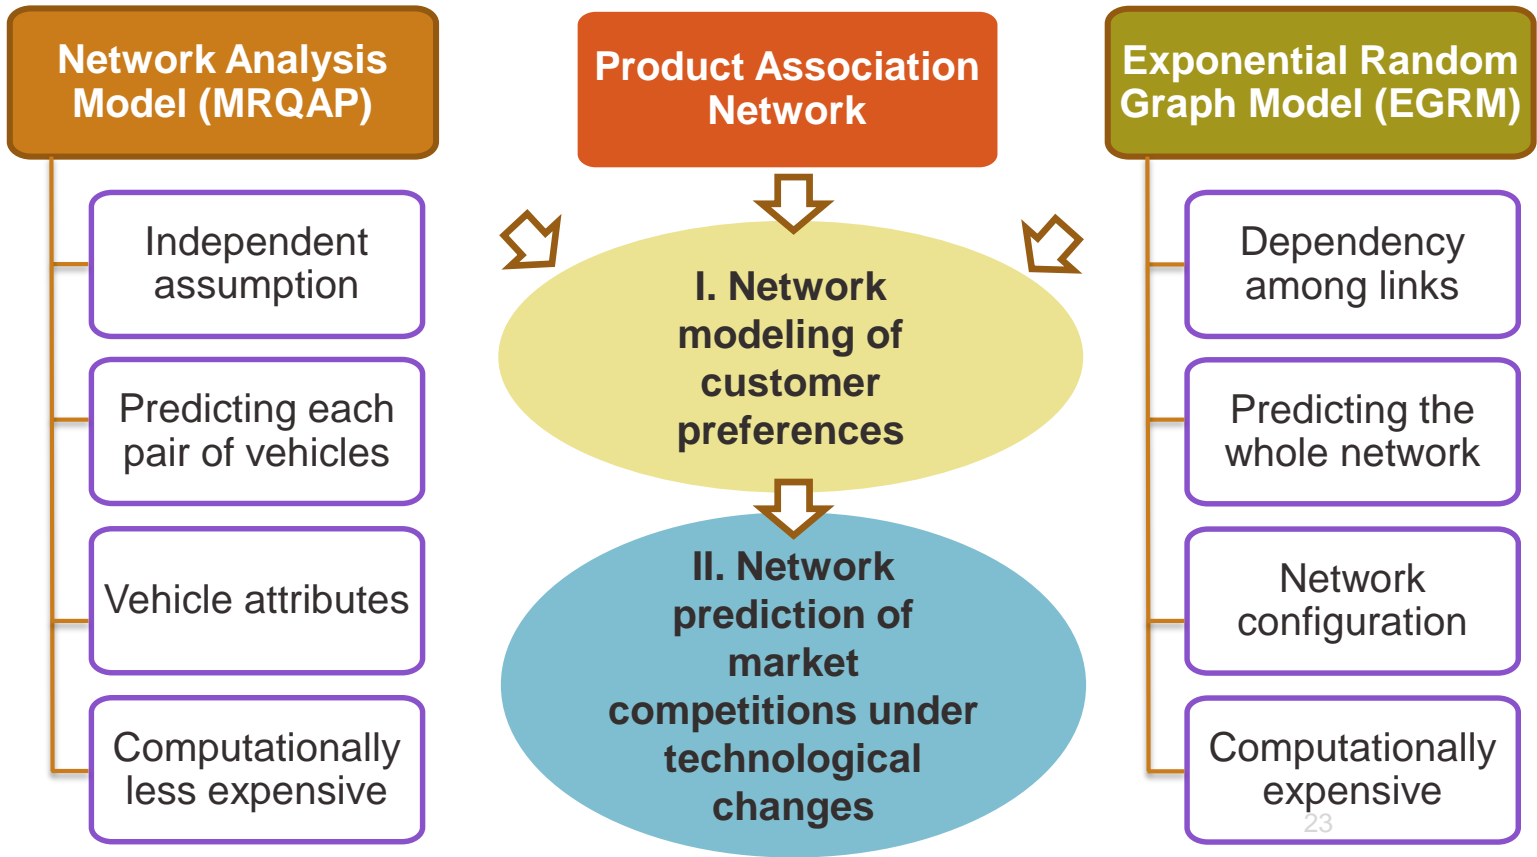 Network Analysis
Model (MRQAP)
Independent
assumption
Predicting each
pair of vehicles
Vehicle attributes
Computationally
less expensive
Product Association
Network
I. Network
modeling of
customer
preferences
II. Network
prediction of
market
competitions under
technological
changes
Exponential Random
Graph Model (EGRM)
Dependency
among links
Predicting the
whole network
Network
configuration
Computationally
expensive
23